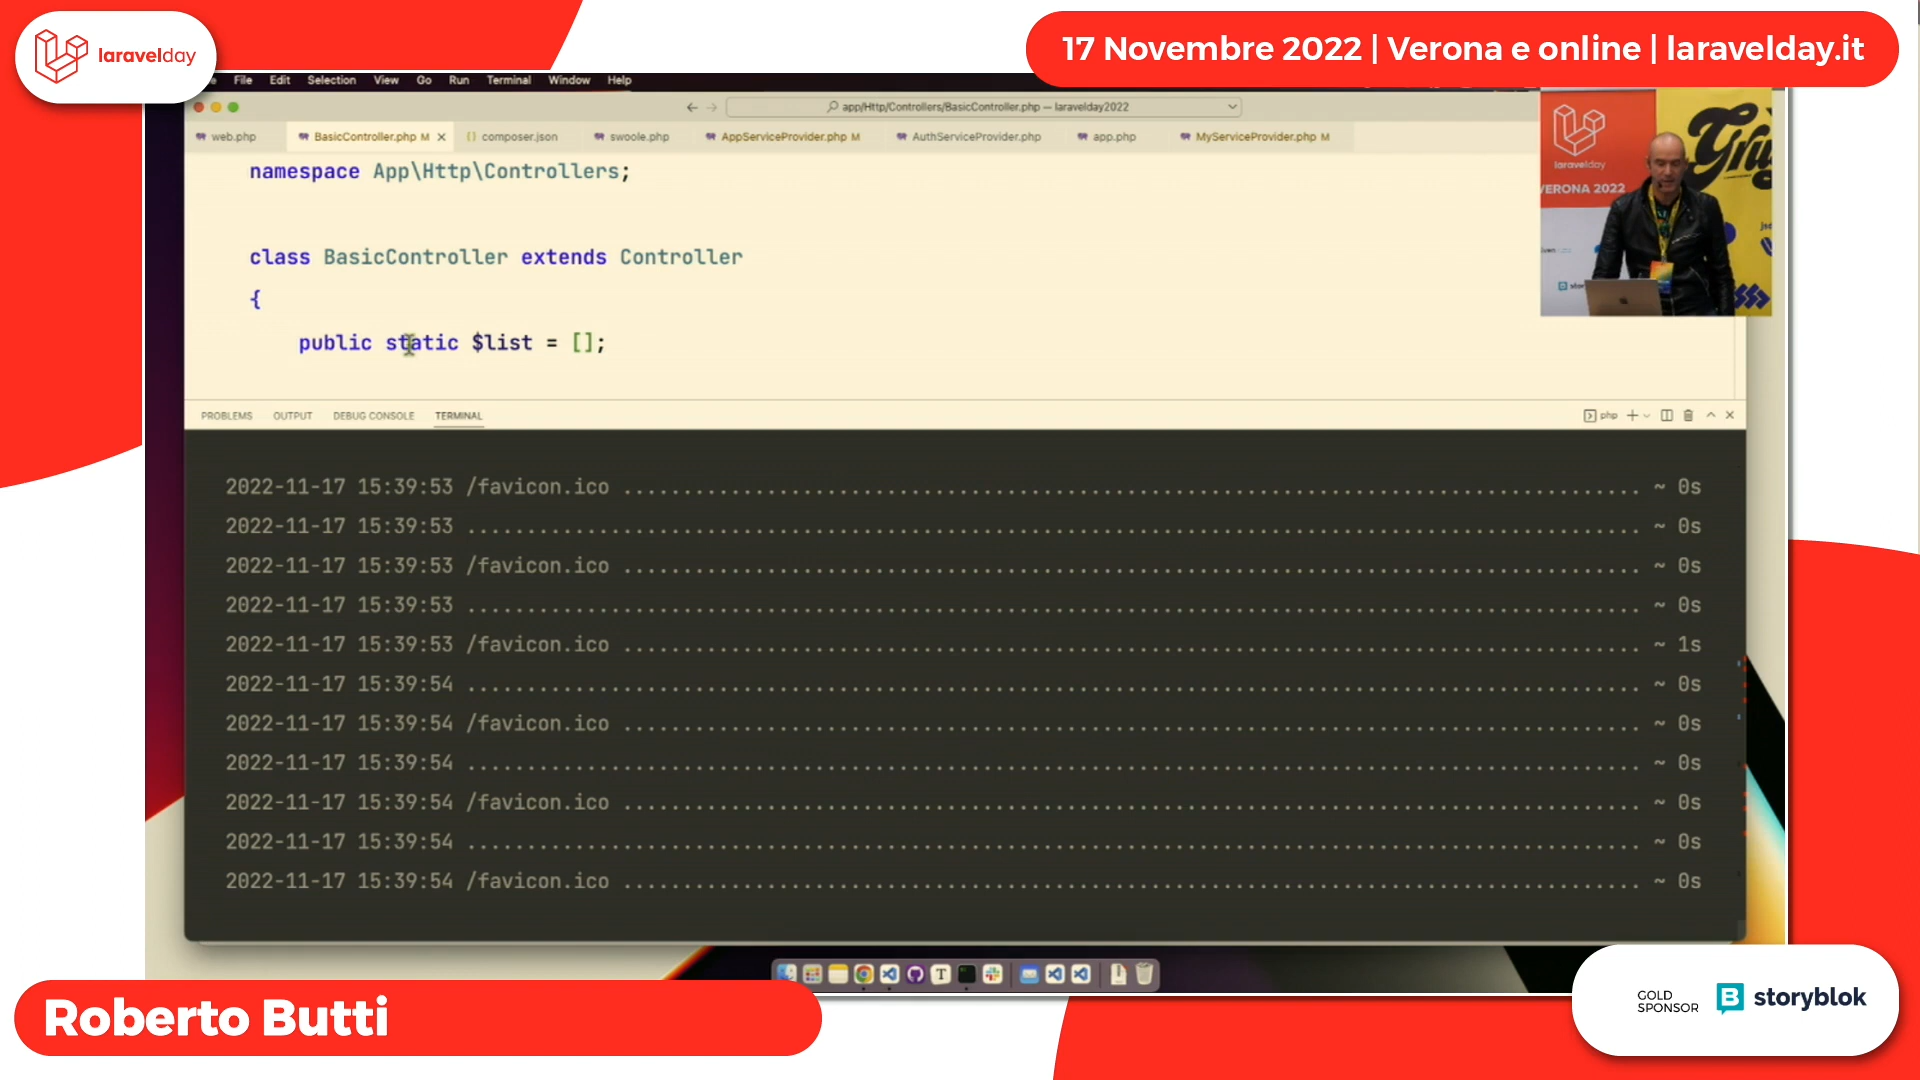 laravelday
17 Novembre 2022 | Verona e online | laravelday.it
File Edit Selection View Go Run Terminal Window Help
app/Http/Controllers/BasicController.php — laravelday2022
web.php BasicController.php M composer.json swoole.php AppServiceProvider.php M AuthServiceProvider.php app.php MyServiceProvider.php M
namespace App\Http\Controllers;
class BasicController extends Controller
{
public static $list = [];
laravelday
VERONA 2022
PROBLEMS OUTPUT DEBUG CONSOLE TERMINAL
php
2022-11-17 15:39:53 /favicon.ico ........................................................................................ ~ 0s
2022-11-17 15:39:53 ..................................................................................................... ~ 0s
2022-11-17 15:39:53 /favicon.ico ........................................................................................ ~ 0s
2022-11-17 15:39:53 ..................................................................................................... ~ 0s
2022-11-17 15:39:53 /favicon.ico ........................................................................................ ~ 1s
2022-11-17 15:39:54 ..................................................................................................... ~ 0s
2022-11-17 15:39:54 /favicon.ico ........................................................................................ ~ 0s
2022-11-17 15:39:54 ..................................................................................................... ~ 0s
2022-11-17 15:39:54 /favicon.ico ........................................................................................ ~ 0s
2022-11-17 15:39:54 ..................................................................................................... ~ 0s
2022-11-17 15:39:54 /favicon.ico ........................................................................................ ~ 0s
Roberto Butti
GOLD
SPONSOR
storyblok